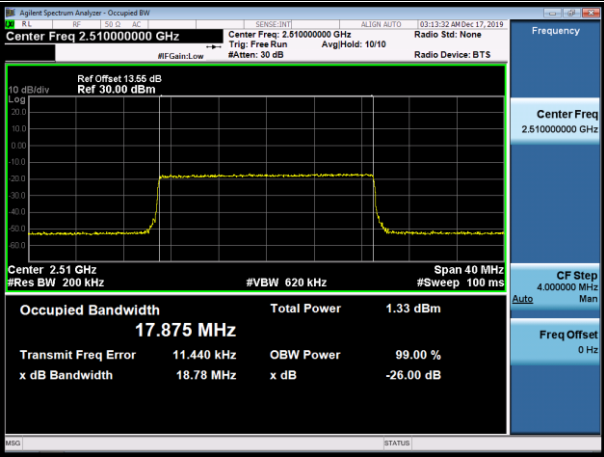 Agilent Spectrum Analyzer - Occupied BW
RL RF 50 Ω AC SENSE:INT ALIGN AUTO 03:13:32 AM Dec 17, 2019
Center Freq 2.510000000 GHz
Center Freq: 2.510000000 GHz Radio Std: None
Trig: Free Run Avg|Hold: 10/10
#IFGain:Low #Atten: 30 dB Radio Device: BTS
Ref Offset 13.55 dB
10 dB/div Ref 30.00 dBm
Log
20.0
10.0
0.00
-10.0
-20.0
-30.0
-40.0
-50.0
-60.0
Center 2.51 GHz Span 40 MHz
#Res BW 200 kHz #VBW 620 kHz #Sweep 100 ms
Occupied Bandwidth Total Power 1.33 dBm
17.875 MHz
Transmit Freq Error 11.440 kHz OBW Power 99.00 %
x dB Bandwidth 18.78 MHz x dB -26.00 dB
MSG STATUS
Frequency
Center Freq
2.510000000 GHz
CF Step
4.000000 MHz
Auto Man
Freq Offset
0 Hz